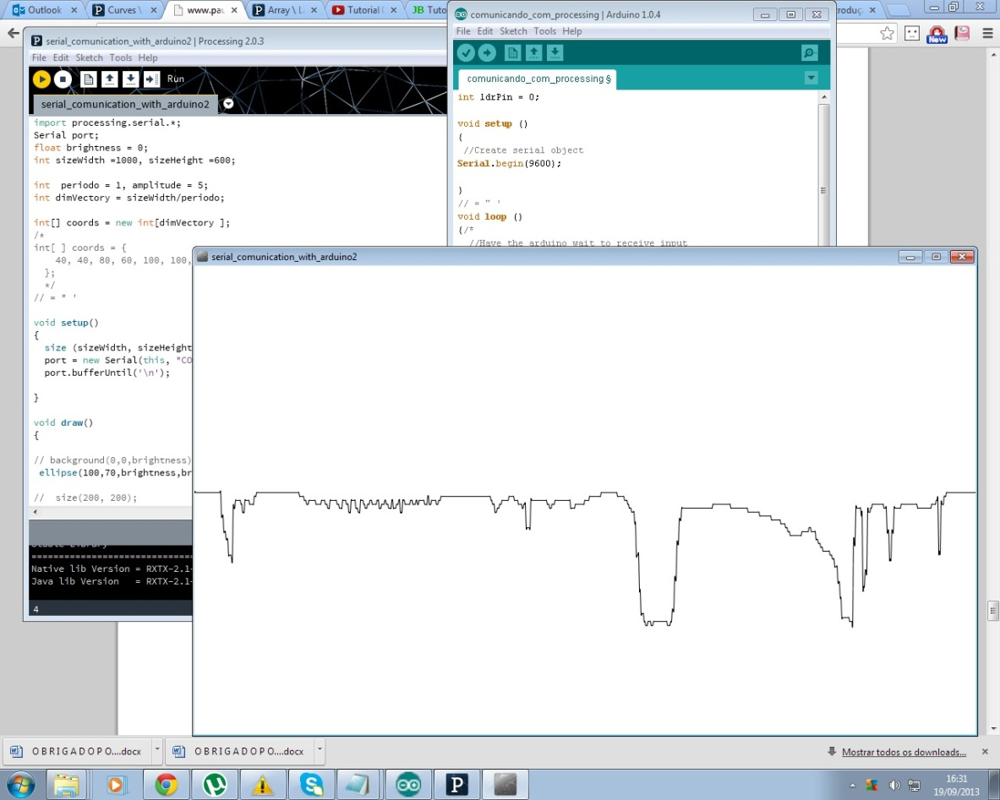 Outlook
Curves \
www.pau
Array \ L
Tutorial (
JB Tuto
roduç
New
serial_comunication_with_arduino2 | Processing 2.0.3
File Edit Sketch Tools Help
Run
serial_comunication_with_arduino2
import processing.serial.*;
Serial port;
float brightness = 0;
int sizeWidth =1000, sizeHeight =600;
int  periodo = 1, amplitude = 5;
int dimVectory = sizeWidth/periodo;
int[] coords = new int[dimVectory ];
/*
int[ ] coords = {
40, 40, 80, 60, 100, 100,
};
*/
// = " '
void setup()
{
size (sizeWidth, sizeHeight
port = new Serial(this, "CO
port.bufferUntil('\n');
}
void draw()
{
// background(0,0,brightness)
ellipse(100,70,brightness,br
//  size(200, 200);
Stable Library
=============================
Native lib Version = RXTX-2.1-
Java lib Version   = RXTX-2.1-
4
comunicando_com_processing | Arduino 1.0.4
File Edit Sketch Tools Help
comunicando_com_processing §
int ldrPin = 0;
void setup ()
{
//Create serial object
Serial.begin(9600);
}
// = " '
void loop ()
{/*
//Have the arduino wait to receive input
serial_comunication_with_arduino2
O B R I G A D O P O....docx
O B R I G A D O P O....docx
Mostrar todos os downloads...
16:31
19/09/2013